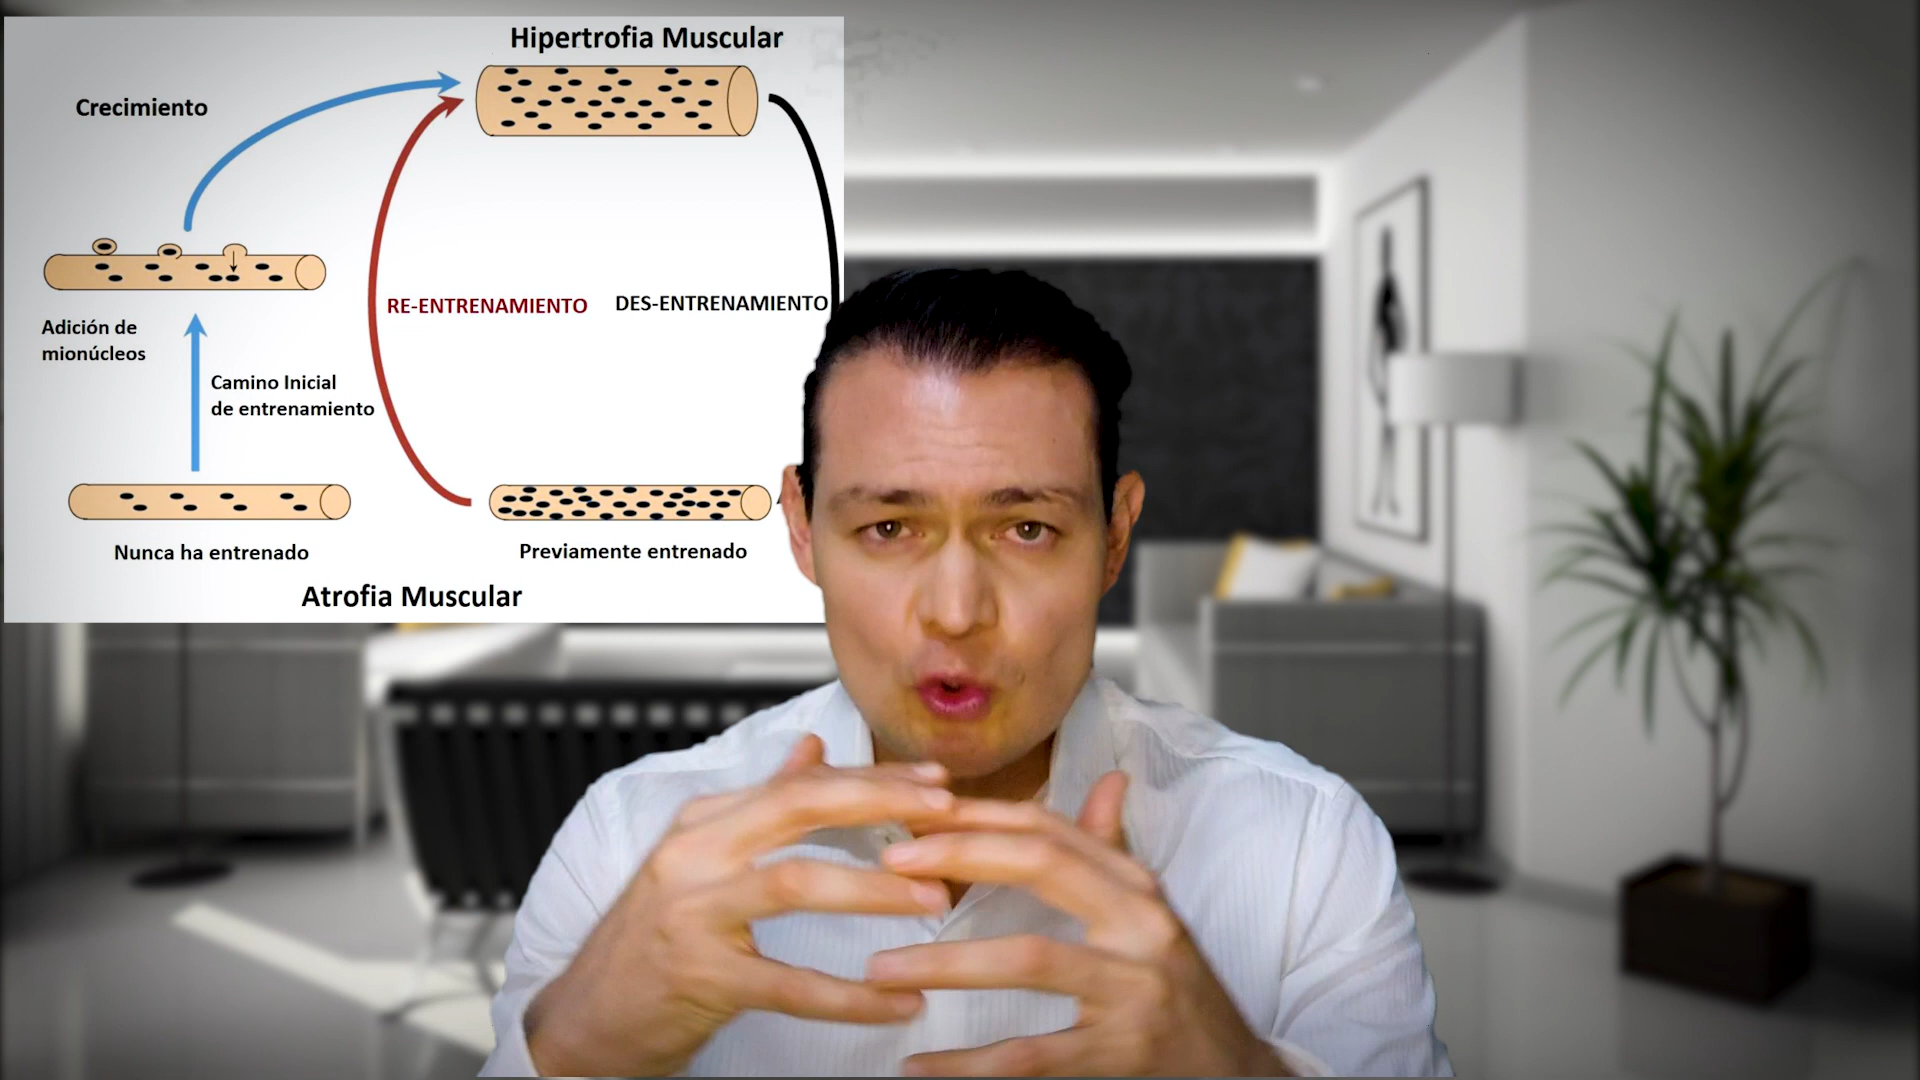 Hipertrofia Muscular
Crecimiento
RE-ENTRENAMIENTO
DES-ENTRENAMIENTO
Adición de
mionúcleos
Camino Inicial
de entrenamiento
Nunca ha entrenado
Previamente entrenado
Atrofia Muscular